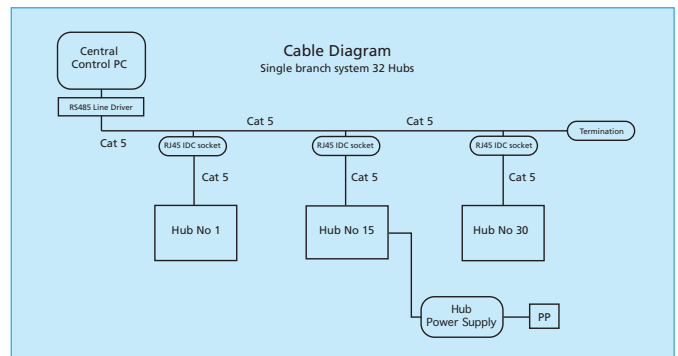 Cable Diagram
Single branch system 32 Hubs
Central
Control PC
RS485 Line Driver
Cat 5
Cat 5
Cat 5
Termination
RJ45 IDC socket
RJ45 IDC socket
RJ45 IDC socket
Cat 5
Cat 5
Cat 5
Hub No 1
Hub No 15
Hub No 30
Hub
Power Supply
PP